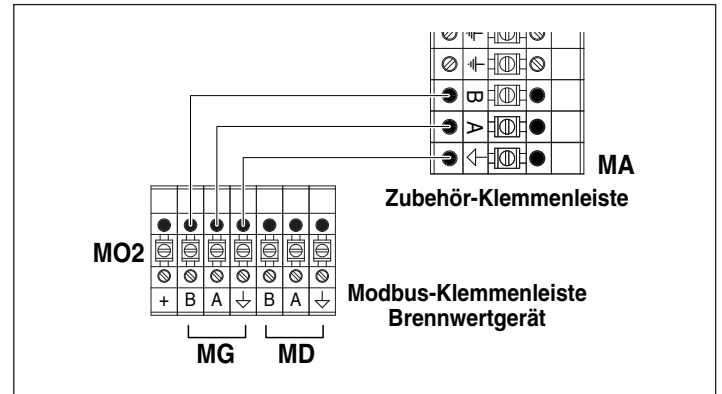 B
A
MA
Zubehör-Klemmenleiste
MO2
+ B A B A
Modbus-Klemmenleiste
Brennwertgerät
MG MD